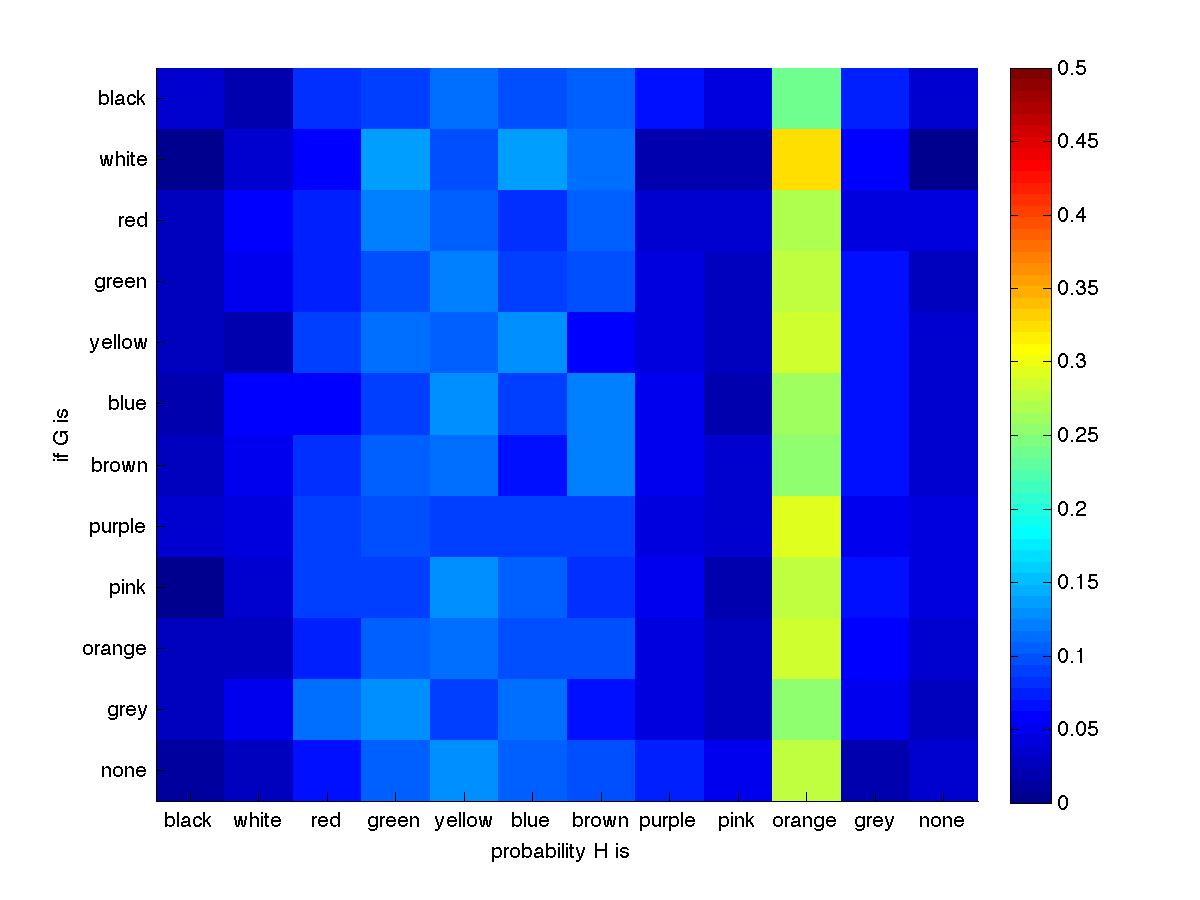 black
white
red
green
yellow
blue
brown
purple
pink
orange
grey
none
if G is
black white red green yellow blue brown purple pink orange grey none
probability H is
0.5
0.45
0.4
0.35
0.3
0.25
0.2
0.15
0.1
0.05
0